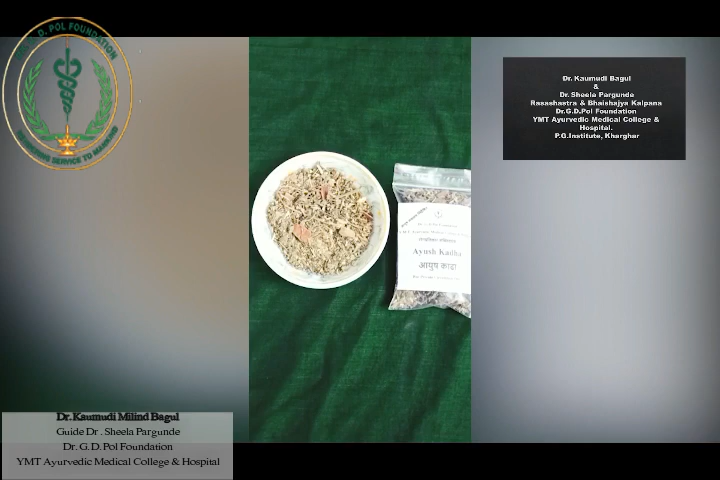 Dr. G. D. POL FOUNDATION
Dr. Kaumudi Bagul
&
Dr. Sheela Pargunde
Rasashastra & Bhaishajya Kalpana
Dr.G.D.Pol Foundation
YMT Ayurvedic Medical College &
Hospital.
P.G.Institute, Kharghar
Ayush Kadha
आयुष काढा
Dr. Kaumudi Milind Bagul
Guide Dr . Sheela Pargunde
Dr. G. D. Pol Foundation
YMT Ayurvedic Medical College & Hospital